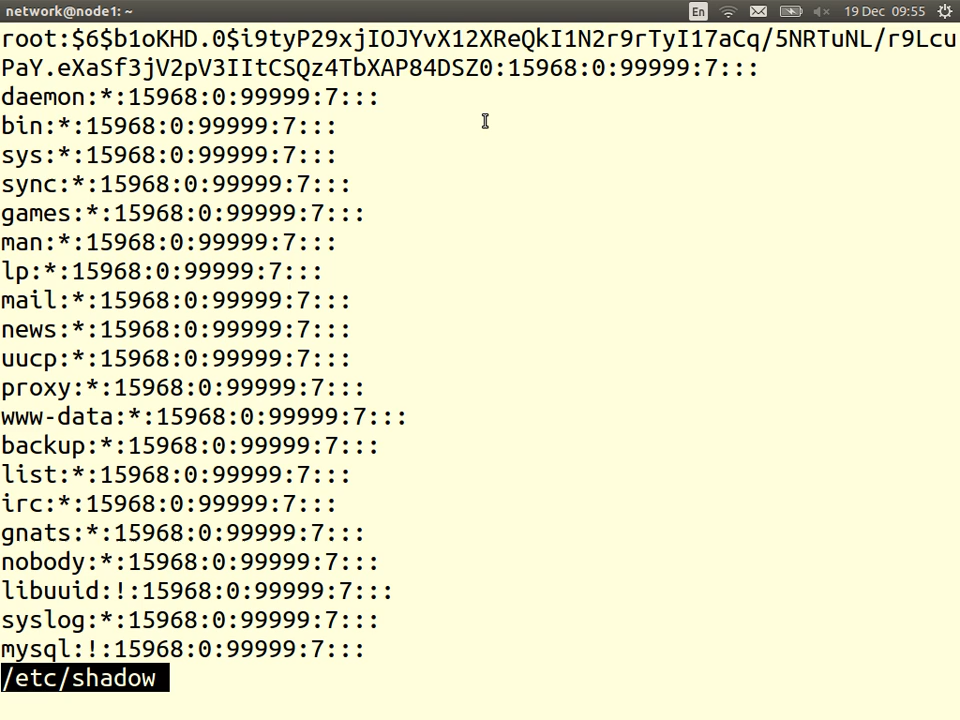 network@node1: ~
En
19 Dec 09:55
root:$6$b1oKHD.0$i9tyP29xjIOJYvX12XReQkI1N2r9rTyI17aCq/5NRTuNL/r9Lcu
PaY.eXaSf3jV2pV3IItCSQz4TbXAP84DSZ0:15968:0:99999:7:::
daemon:*:15968:0:99999:7:::
bin:*:15968:0:99999:7:::
sys:*:15968:0:99999:7:::
sync:*:15968:0:99999:7:::
games:*:15968:0:99999:7:::
man:*:15968:0:99999:7:::
lp:*:15968:0:99999:7:::
mail:*:15968:0:99999:7:::
news:*:15968:0:99999:7:::
uucp:*:15968:0:99999:7:::
proxy:*:15968:0:99999:7:::
www-data:*:15968:0:99999:7:::
backup:*:15968:0:99999:7:::
list:*:15968:0:99999:7:::
irc:*:15968:0:99999:7:::
gnats:*:15968:0:99999:7:::
nobody:*:15968:0:99999:7:::
libuuid:!:15968:0:99999:7:::
syslog:*:15968:0:99999:7:::
mysql:!:15968:0:99999:7:::
/etc/shadow